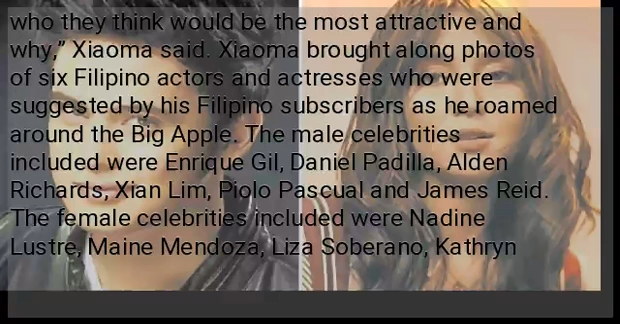 who they think would be the most attractive and
why,” Xiaoma said. Xiaoma brought along photos
of six Filipino actors and actresses who were
suggested by his Filipino subscribers as he roamed
around the Big Apple. The male celebrities
included were Enrique Gil, Daniel Padilla, Alden
Richards, Xian Lim, Piolo Pascual and James Reid.
The female celebrities included were Nadine
Lustre, Maine Mendoza, Liza Soberano, Kathryn